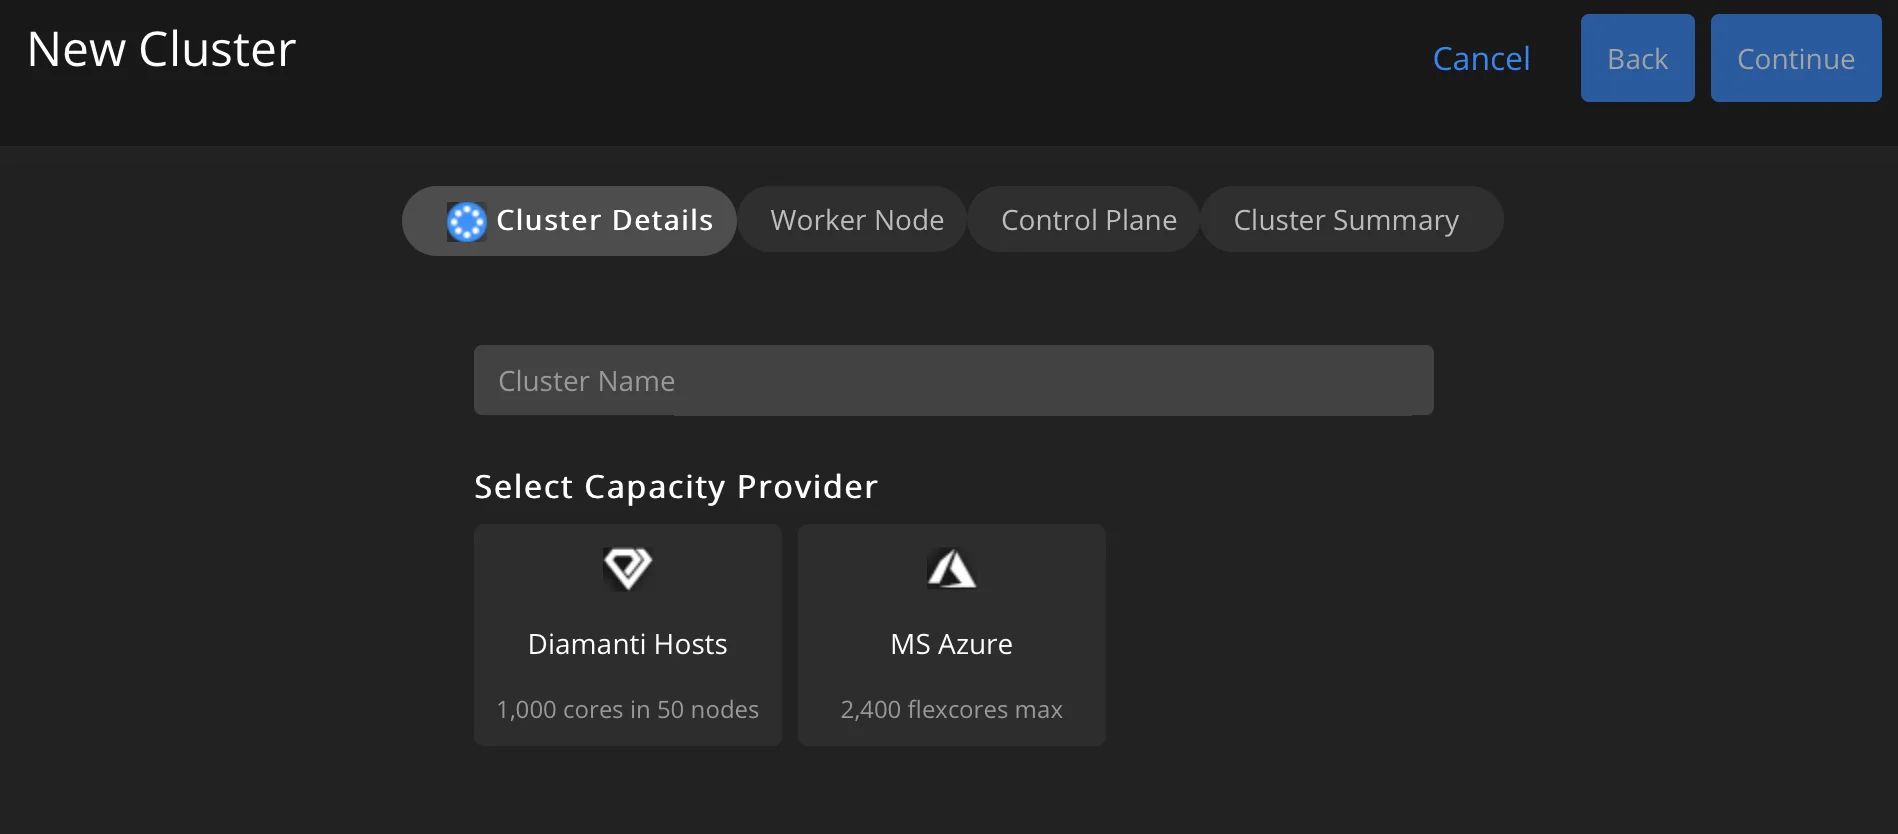 New Cluster
Cancel
Back
Continue
Cluster Details
Worker Node
Control Plane
Cluster Summary
Cluster Name
Select Capacity Provider
Diamanti Hosts
1,000 cores in 50 nodes
MS Azure
2,400 flexcores max